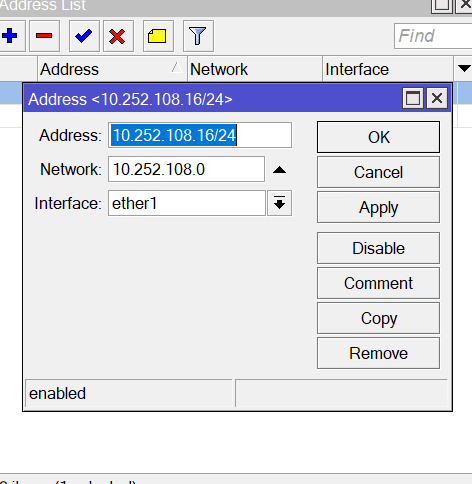 Address List
Find
Address Network Interface
Address <10.252.108.16/24>
Address: 10.252.108.16/24 OK
Network: 10.252.108.0 Cancel
Interface: ether1 Apply
Disable
Comment
Copy
Remove
enabled